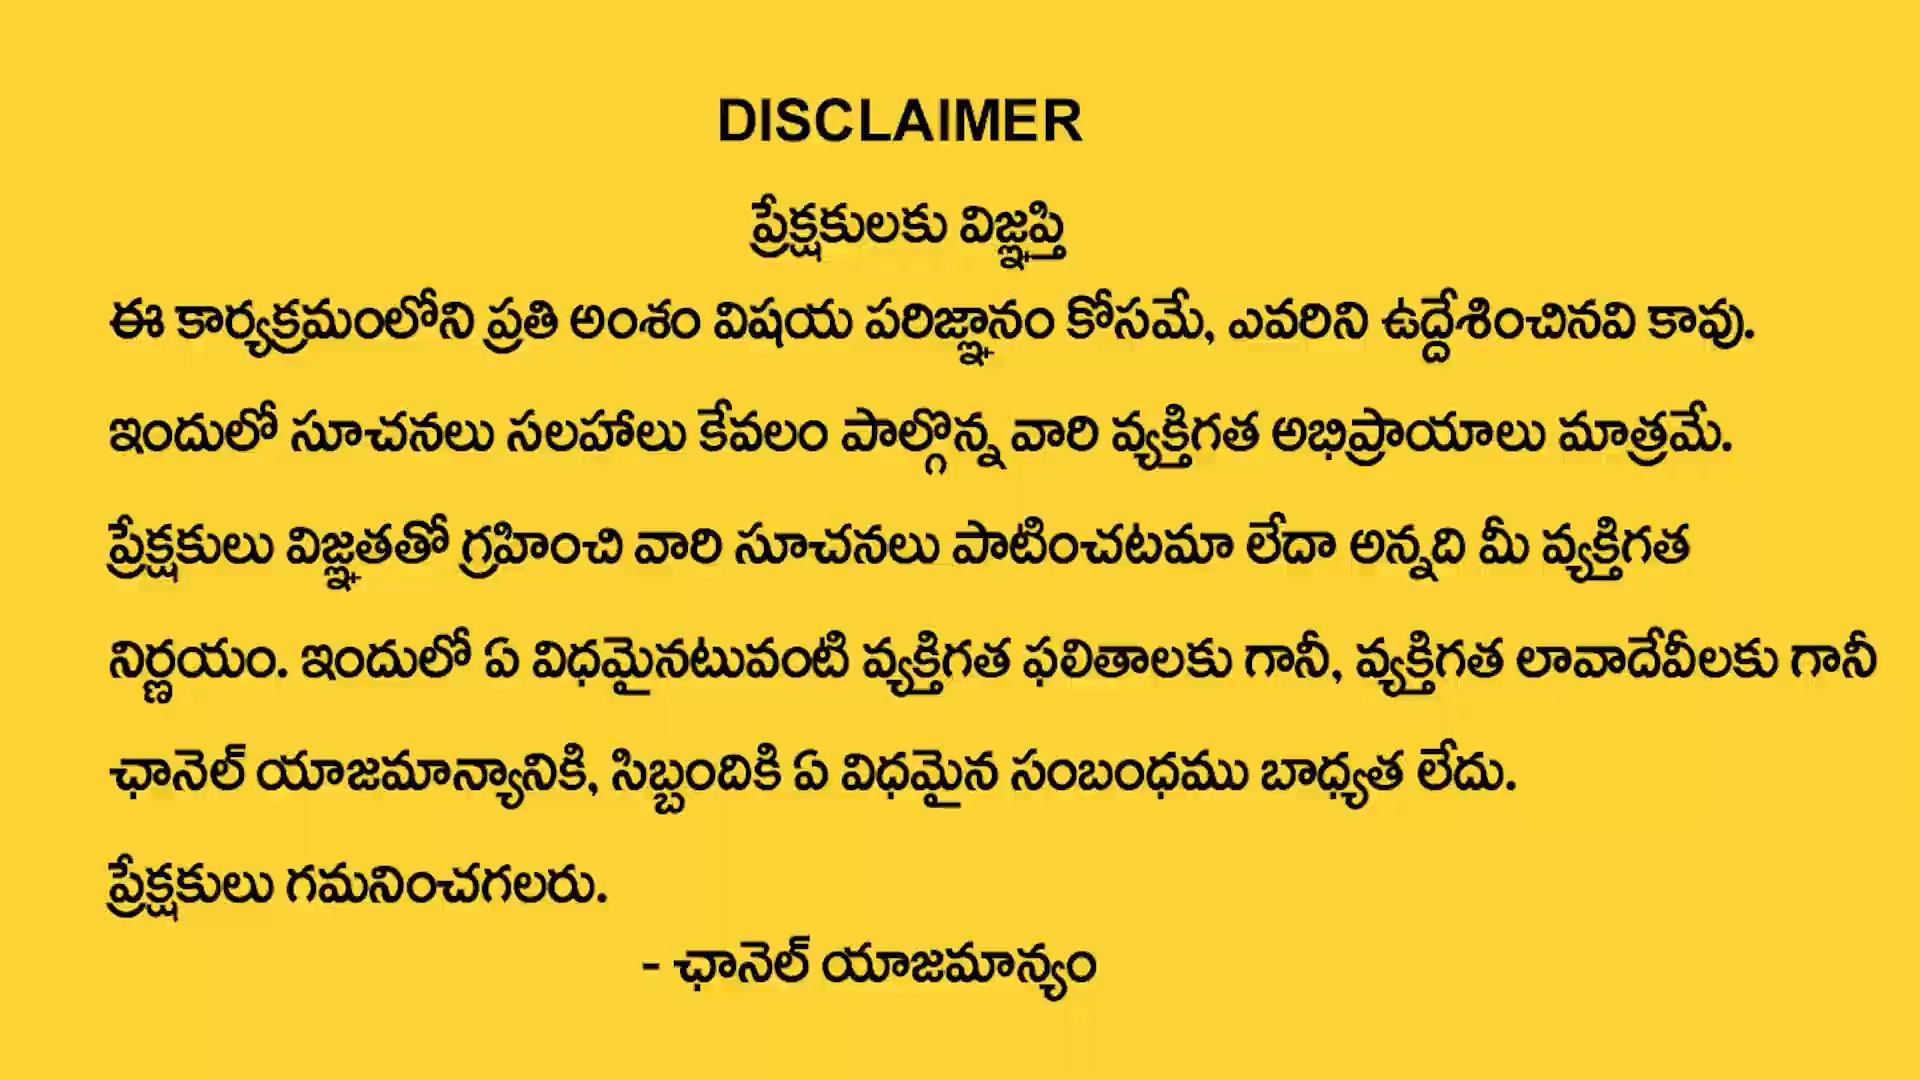 DISCLAIMER
ప్రేక్షకులకు విజ్ఞప్తి
ఈ కార్యక్రమంలోని ప్రతి అంశం విషయ పరిజ్ఞానం కోసమే, ఎవరిని ఉద్దేశించినవి కావు.
ఇందులో సూచనలు సలహాలు కేవలం పాల్గొన్న వారి వ్యక్తిగత అభిప్రాయాలు మాత్రమే.
ప్రేక్షకులు విజ్ఞతతో గ్రహించి వారి సూచనలు పాటించటమా లేదా అన్నది మీ వ్యక్తిగత
నిర్ణయం. ఇందులో ఏ విధమైనటువంటి వ్యక్తిగత ఫలితాలకు గానీ, వ్యక్తిగత లావాదేవీలకు గానీ
ఛానెల్ యాజమాన్యానికి, సిబ్బందికి ఏ విధమైన సంబంధము బాధ్యత లేదు.
ప్రేక్షకులు గమనించగలరు.
- ఛానెల్ యాజమాన్యం